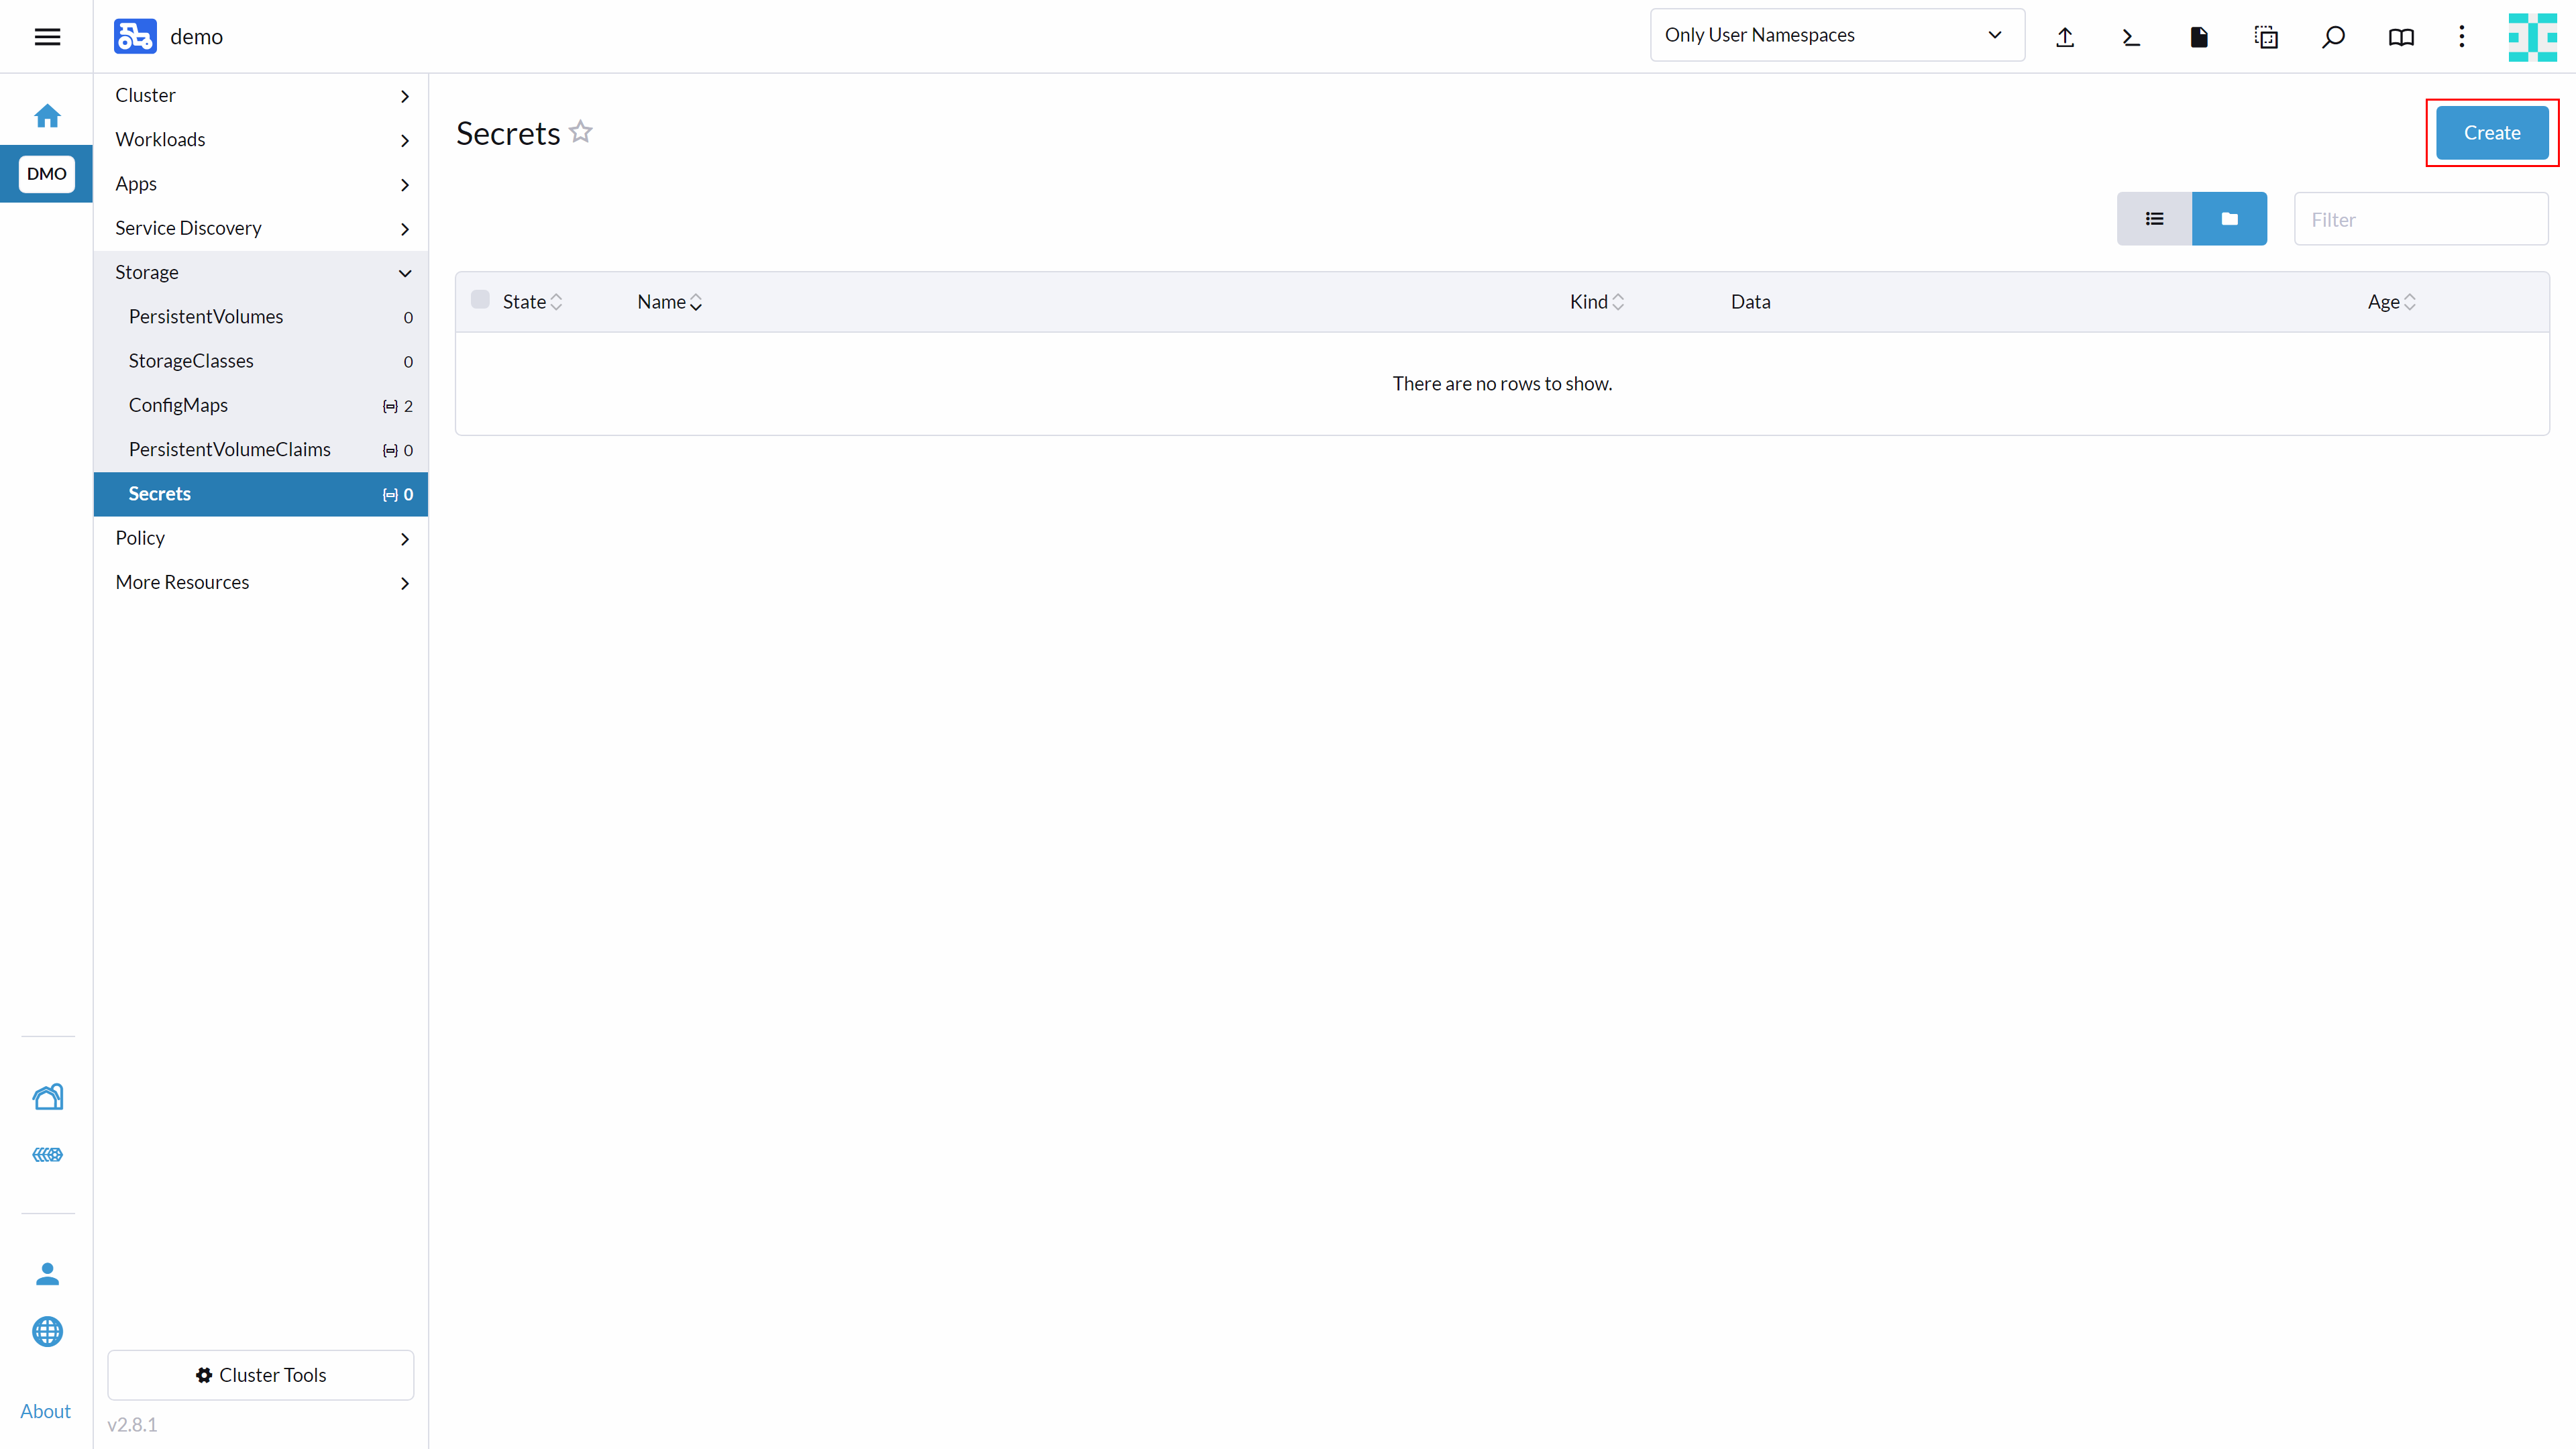 demo
Only User Namespaces
DMO
Cluster
Workloads
Apps
Service Discovery
Storage
PersistentVolumes 0
StorageClasses 0
ConfigMaps 2
PersistentVolumeClaims 0
Secrets 0
Policy
More Resources
Cluster Tools
v2.8.1
About
Secrets
Create
Filter
State Name Kind Data Age
There are no rows to show.